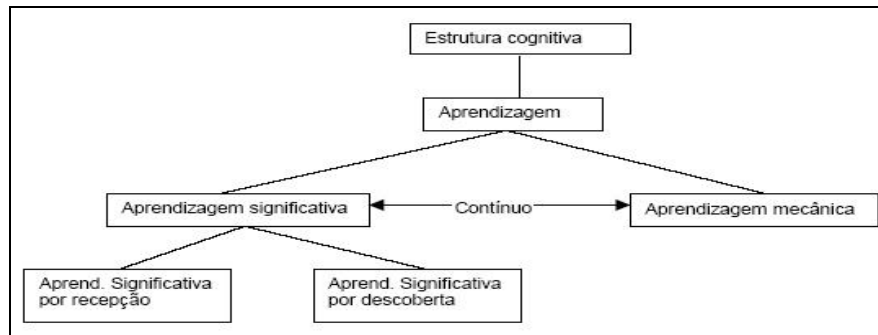 Estrutura cognitiva
Aprendizagem
Aprendizagem significativa
Contínuo
Aprendizagem mecânica
Aprend. Significativa
por recepção
Aprend. Significativa
por descoberta